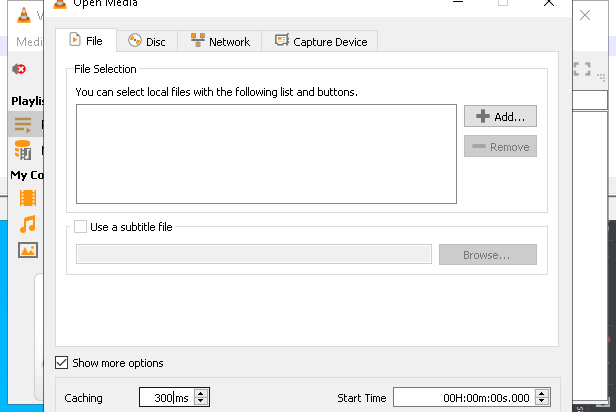 Open Media
Medi
File
Disc
Network
Capture Device
Playlis
My Co
File Selection
You can select local files with the following list and buttons.
Add...
Remove
Use a subtitle file
Browse...
Show more options
Caching
300 ms
Start Time
00H:00m:00s.000